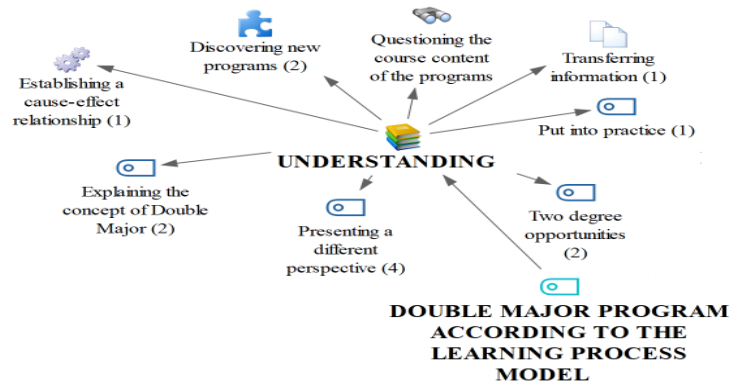 Discovering new
programs (2)
Questioning the
course content
of the programs
Transferring
information (1)
Establishing a
cause-effect
relationship (1)
Put into practice (1)
UNDERSTANDING
Explaining the
concept of Double
Major (2)
Presenting a
different
perspective (4)
Two degree
opportunities
(2)
DOUBLE MAJOR PROGRAM
ACCORDING TO THE
LEARNING PROCESS
MODEL